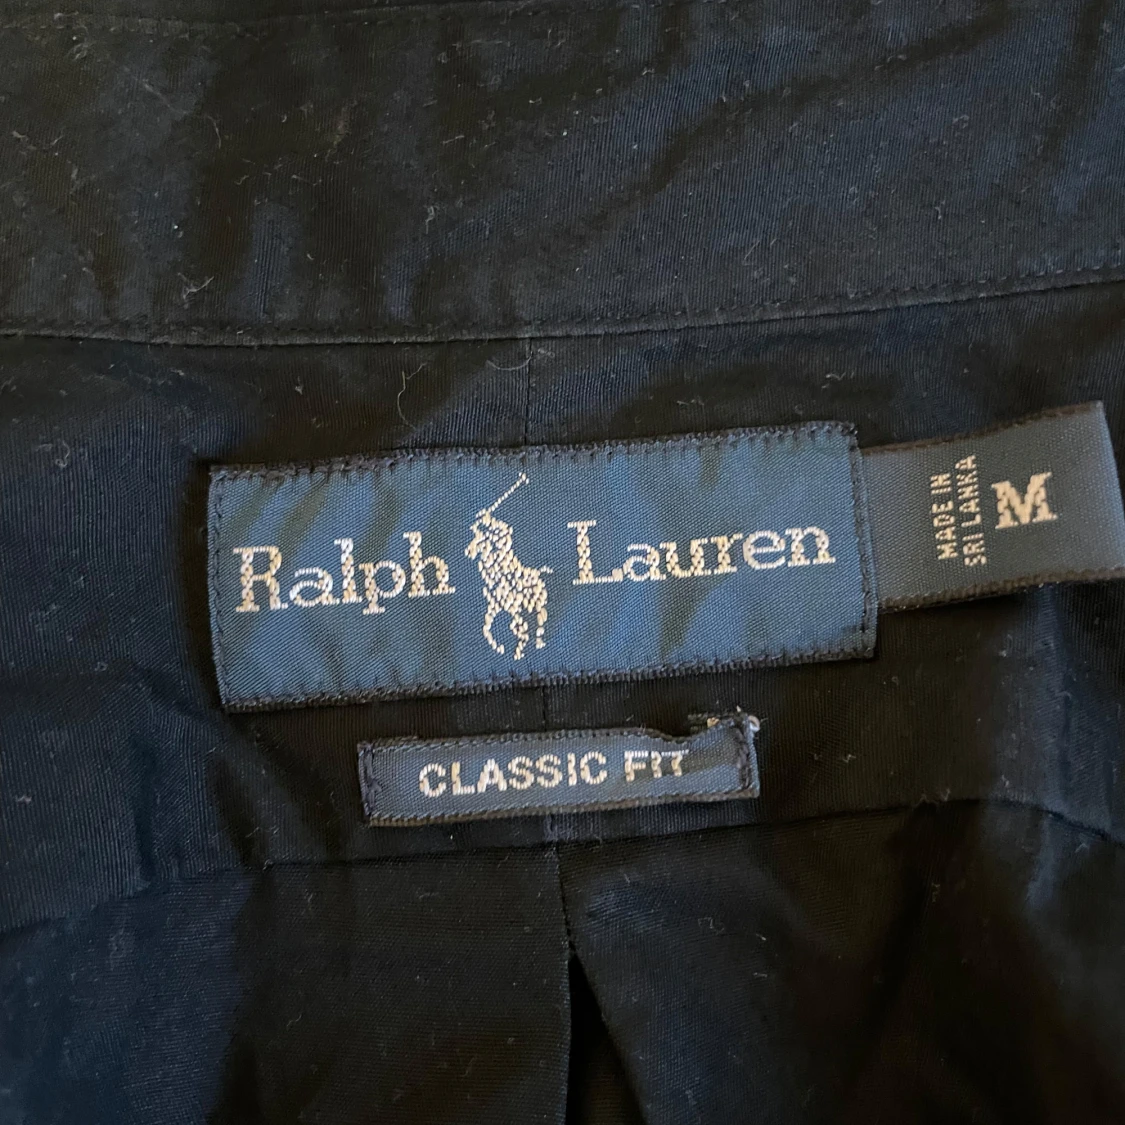 Ralph Lauren
MADE IN
SRI LANKA
M
CLASSIC FIT